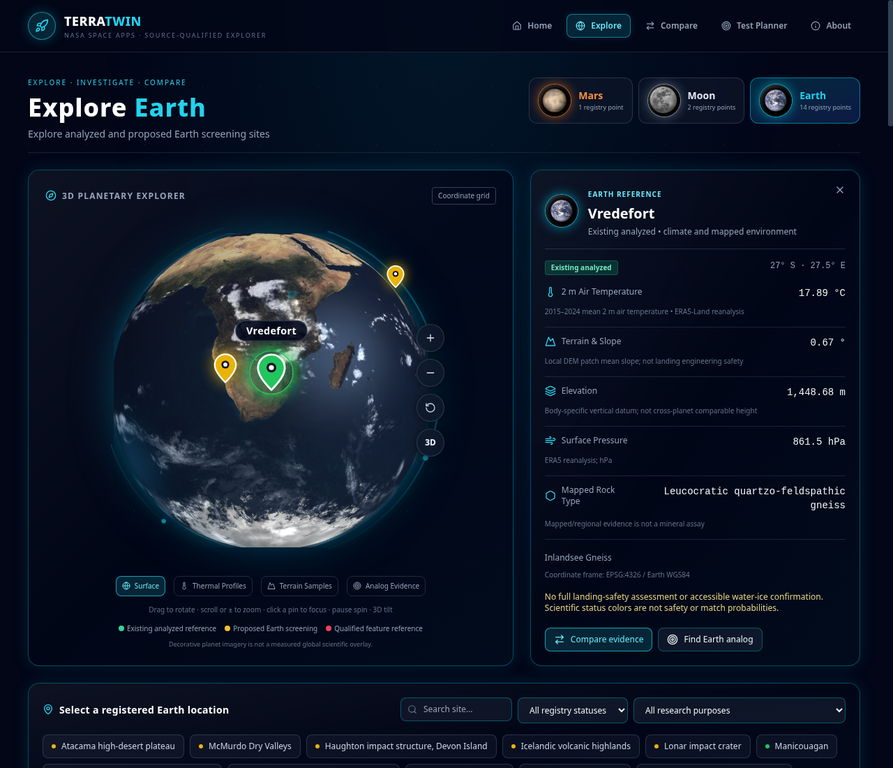 TERRATWIN
NASA SPACE APPS · SOURCE-QUALIFIED EXPLORER
Home
Explore
Compare
Test Planner
About
EXPLORE · INVESTIGATE · COMPARE
Explore Earth
Explore analyzed and proposed Earth screening sites
Mars
1 registry point
Moon
2 registry points
Earth
14 registry points
3D PLANETARY EXPLORER
Coordinate grid
Vredefort
+
−
3D
Surface
Thermal Profiles
Terrain Samples
Analog Evidence
Drag to rotate · scroll or ± to zoom · click a pin to focus · pause spin · 3D tilt
Existing analyzed reference
Proposed Earth screening
Qualified feature reference
Decorative planet imagery is not a measured global scientific overlay.
EARTH REFERENCE
Vredefort
Existing analyzed • climate and mapped environment
Existing analyzed
27° S · 27.5° E
2 m Air Temperature
17.89 °C
2015–2024 mean 2 m air temperature • ERA5-Land reanalysis
Terrain & Slope
0.67 °
Local DEM patch mean slope; not landing engineering safety
Elevation
1,448.68 m
Body-specific vertical datum; not cross-planet comparable height
Surface Pressure
861.5 hPa
ERA5 reanalysis; hPa
Mapped Rock
Type
Leucocratic quartzo-feldspathic
gneiss
Mapped/regional evidence is not a mineral assay
Inlandsee Gneiss
Coordinate frame: EPSG:4326 / Earth WGS84
No full landing-safety assessment or accessible water-ice confirmation.
Scientific status colors are not safety or match probabilities.
Compare evidence
Find Earth analog
Select a registered Earth location
Search site...
All registry statuses
All research purposes
Atacama high-desert plateau
McMurdo Dry Valleys
Haughton impact structure, Devon Island
Icelandic volcanic highlands
Lonar impact crater
Manicouagan